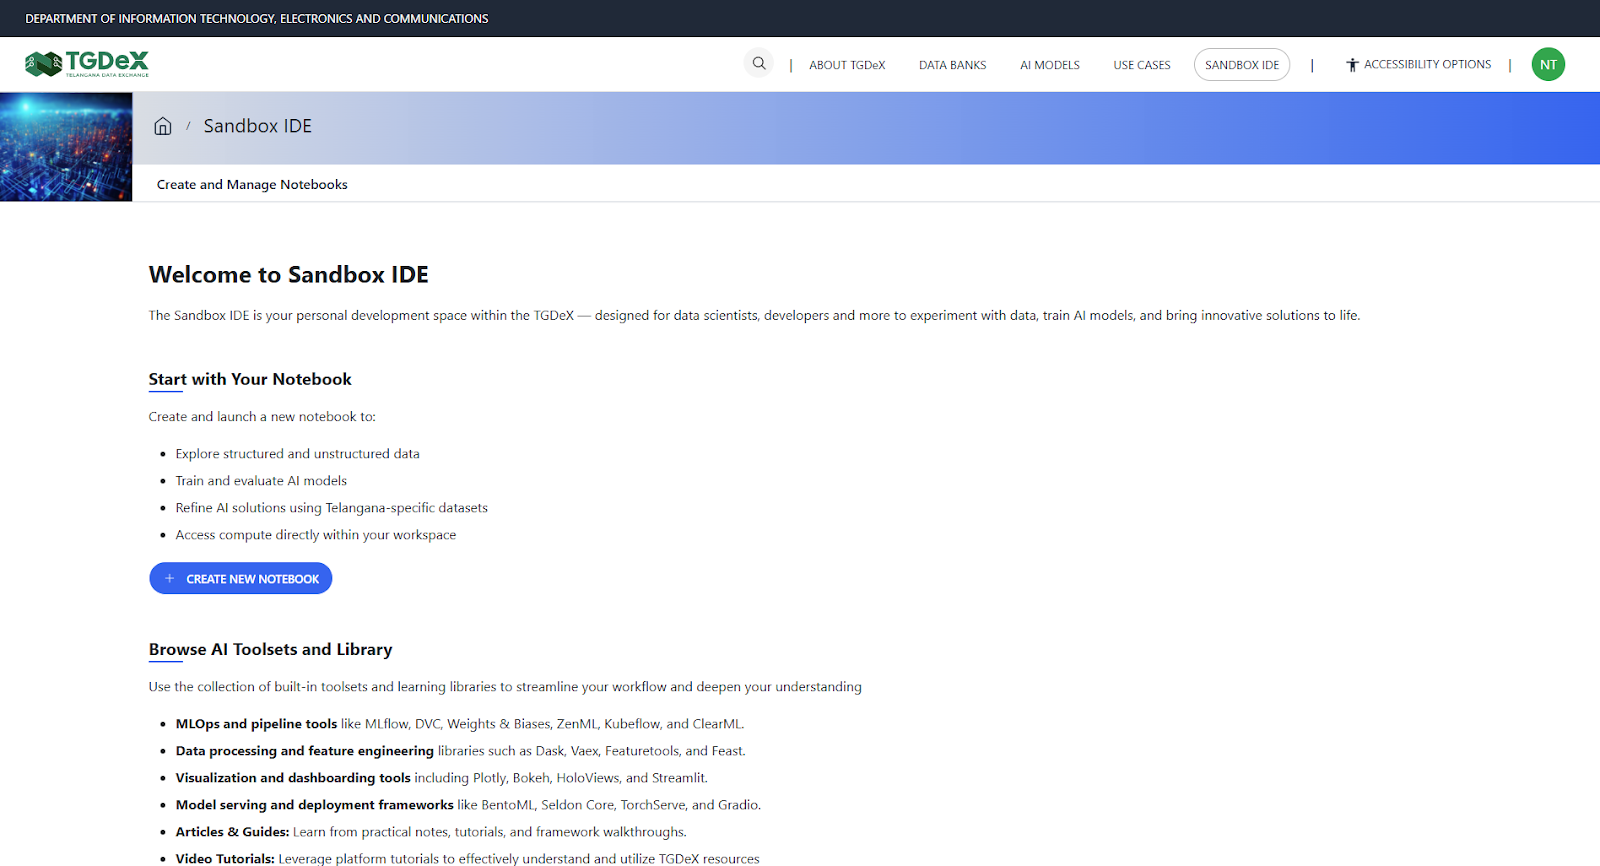 DEPARTMENT OF INFORMATION TECHNOLOGY, ELECTRONICS AND COMMUNICATIONS
TGDeX
TELANGANA DATA EXCHANGE
| ABOUT TGDeX DATA BANKS AI MODELS USE CASES SANDBOX IDE | ACCESSIBILITY OPTIONS | NT
/ Sandbox IDE
Create and Manage Notebooks
Welcome to Sandbox IDE
The Sandbox IDE is your personal development space within the TGDeX — designed for data scientists, developers and more to experiment with data, train AI models, and bring innovative solutions to life.
Start with Your Notebook
Create and launch a new notebook to:
• Explore structured and unstructured data
• Train and evaluate AI models
• Refine AI solutions using Telangana-specific datasets
• Access compute directly within your workspace
+ CREATE NEW NOTEBOOK
Browse AI Toolsets and Library
Use the collection of built-in toolsets and learning libraries to streamline your workflow and deepen your understanding
• MLOps and pipeline tools like MLflow, DVC, Weights & Biases, ZenML, Kubeflow, and ClearML.
• Data processing and feature engineering libraries such as Dask, Vaex, Featuretools, and Feast.
• Visualization and dashboarding tools including Plotly, Bokeh, HoloViews, and Streamlit.
• Model serving and deployment frameworks like BentoML, Seldon Core, TorchServe, and Gradio.
• Articles & Guides: Learn from practical notes, tutorials, and framework walkthroughs.
• Video Tutorials: Leverage platform tutorials to effectively understand and utilize TGDeX resources